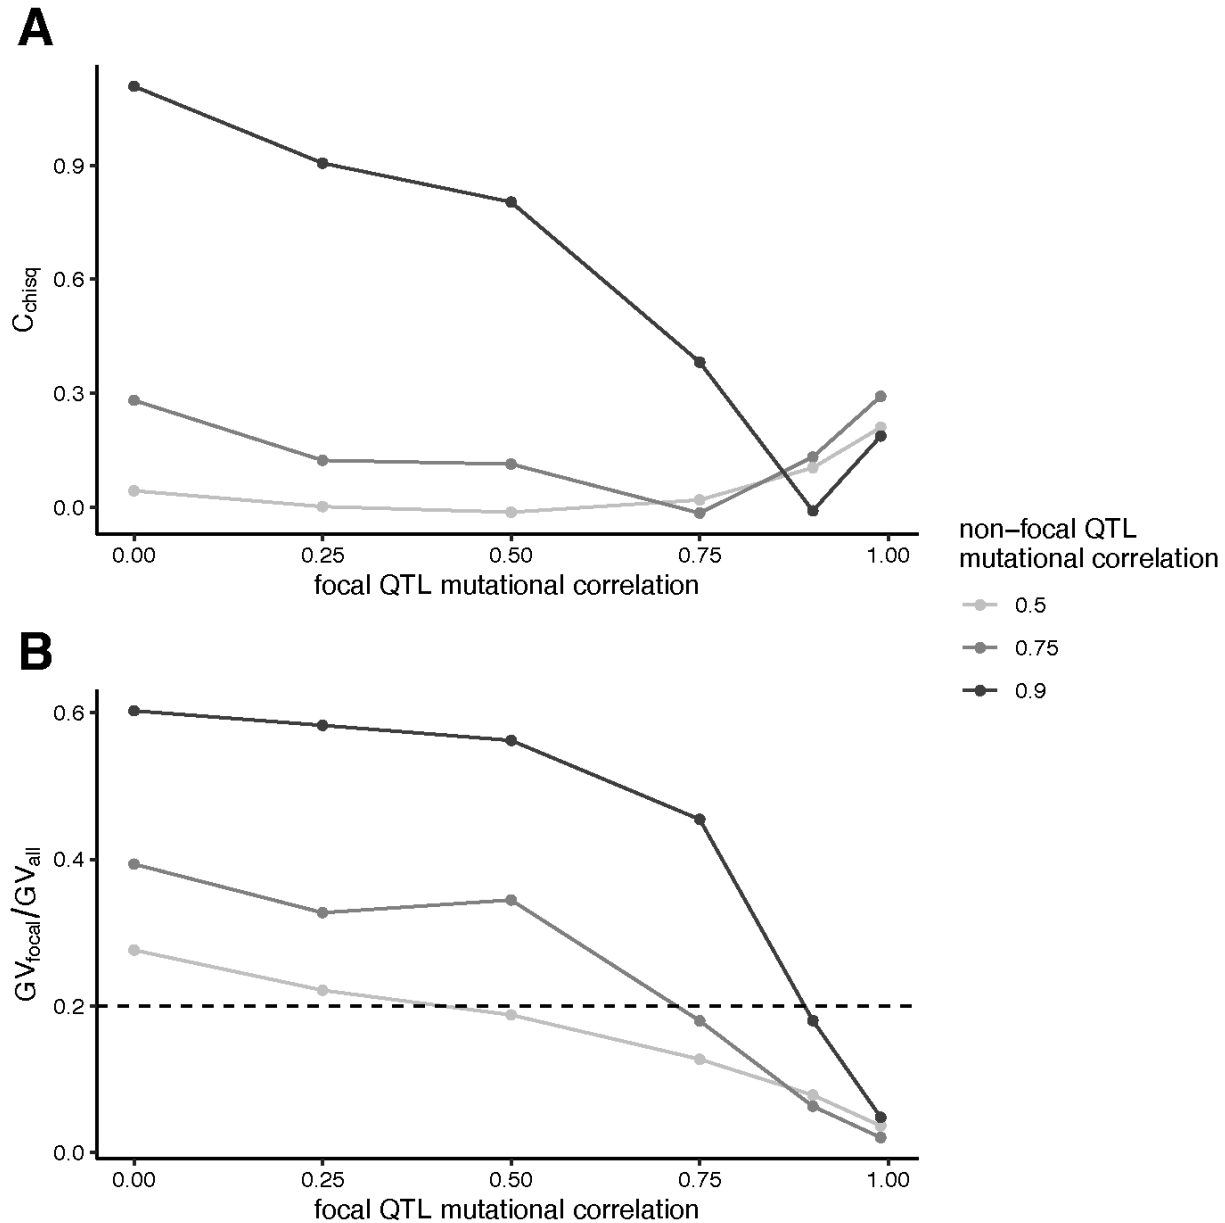 A
0.9
0.6
0.3
0.0
C chisq
0.00 0.25 0.50 0.75 1.00
focal QTL mutational correlation
non−focal QTL
mutational correlation
0.5
0.75
0.9
B
0.6
0.4
0.2
0.0
GVfocal/GVall
0.00 0.25 0.50 0.75 1.00
focal QTL mutational correlation